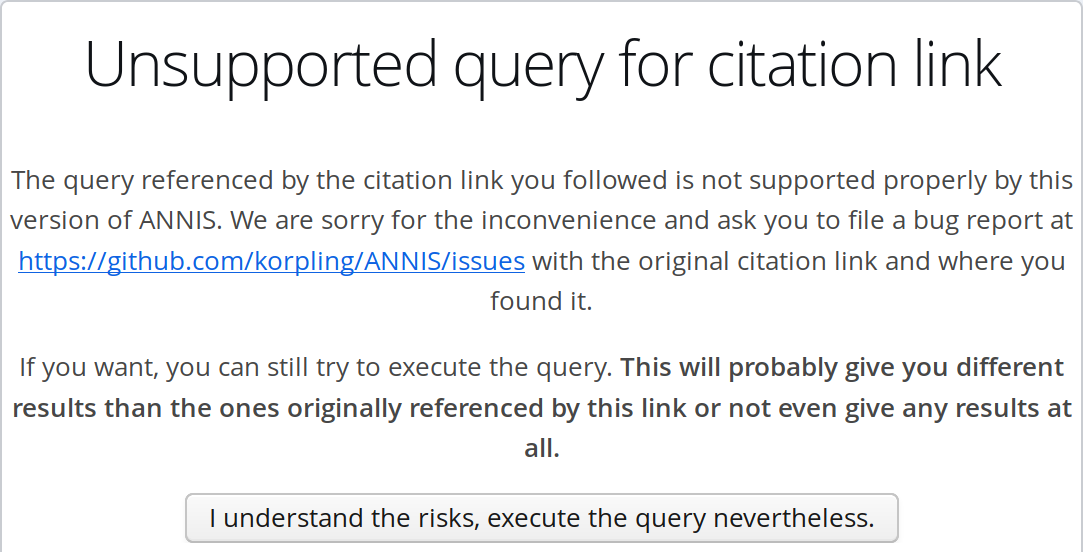 Unsupported query for citation link
The query referenced by the citation link you followed is not supported properly by this
version of ANNIS. We are sorry for the inconvenience and ask you to file a bug report at
https://github.com/korpling/ANNIS/issues with the original citation link and where you
found it.
If you want, you can still try to execute the query. This will probably give you different
results than the ones originally referenced by this link or not even give any results at
all.
I understand the risks, execute the query nevertheless.